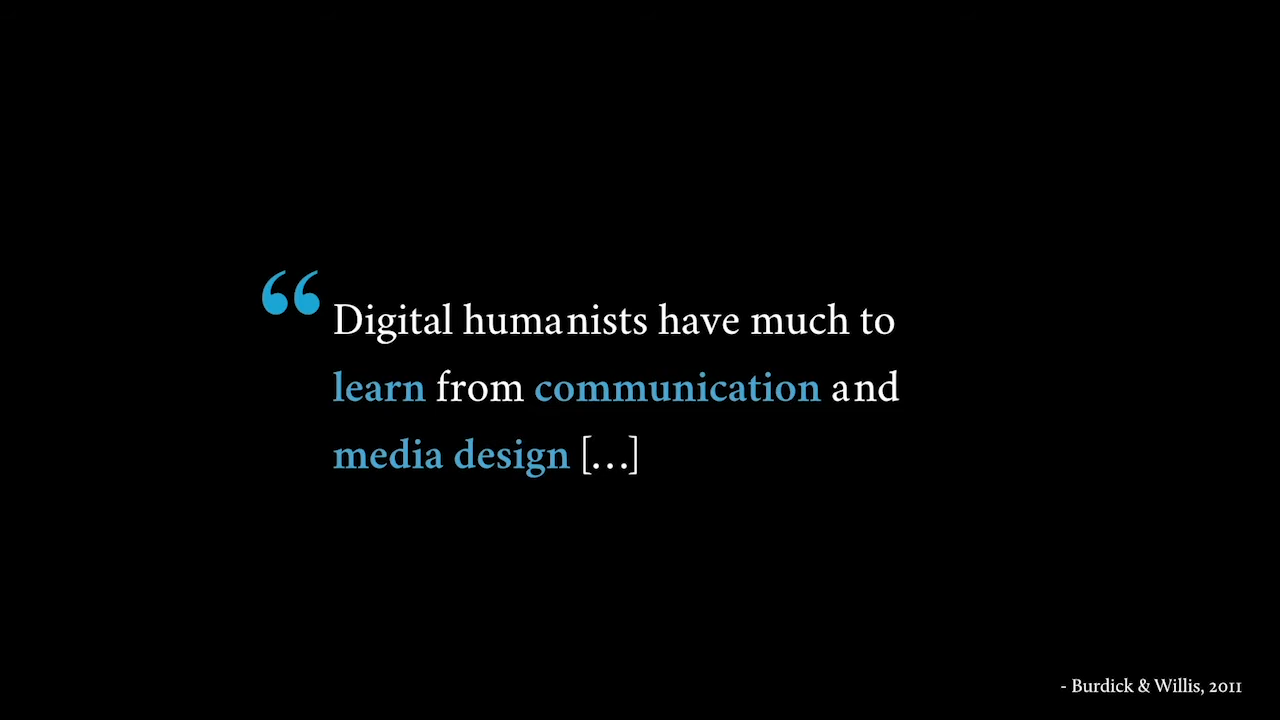 “Digital humanists have much to
learn from communication and
media design […]
- Burdick & Willis, 2011